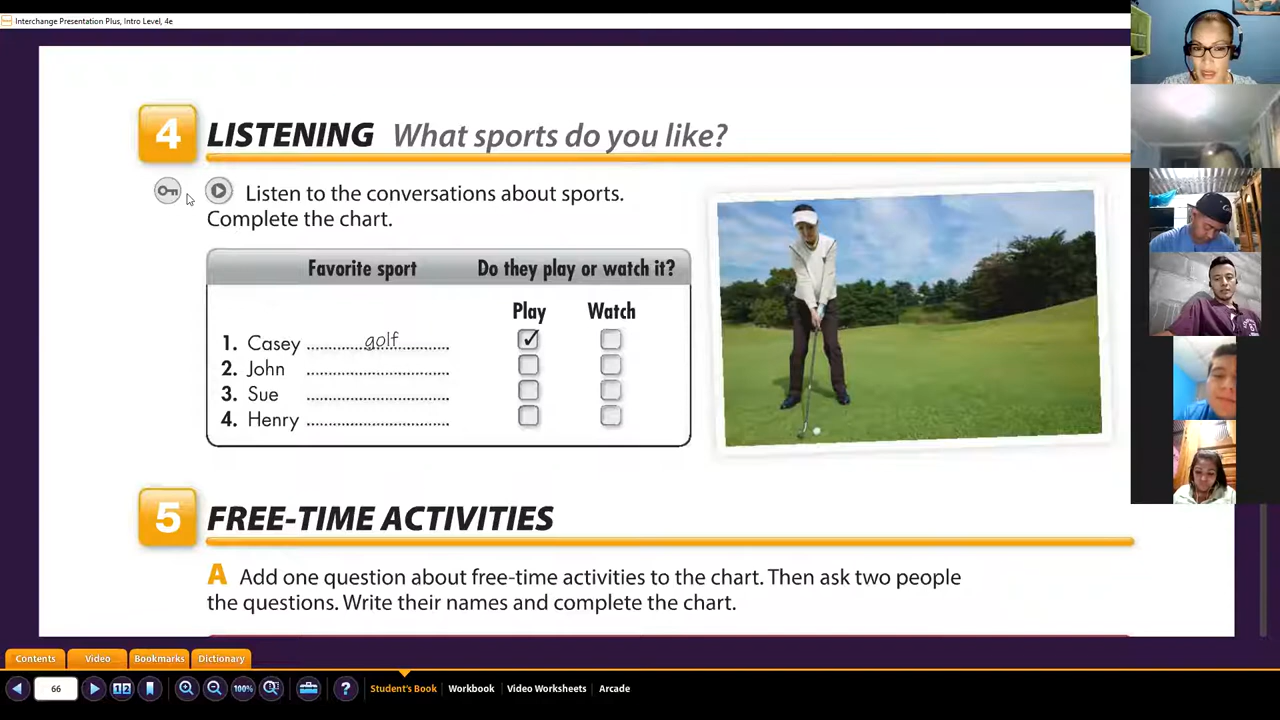 Interchange Presentation Plus, Intro Level, 4e
4 LISTENING What sports do you like?
Listen to the conversations about sports.
Complete the chart.
Favorite sport Do they play or watch it?
Play Watch
1. Casey golf ✓
2. John
3. Sue
4. Henry
5 FREE-TIME ACTIVITIES
A Add one question about free-time activities to the chart. Then ask two people
the questions. Write their names and complete the chart.
Contents Video Bookmarks Dictionary
66 1 2 100% ? Student's Book Workbook Video Worksheets Arcade